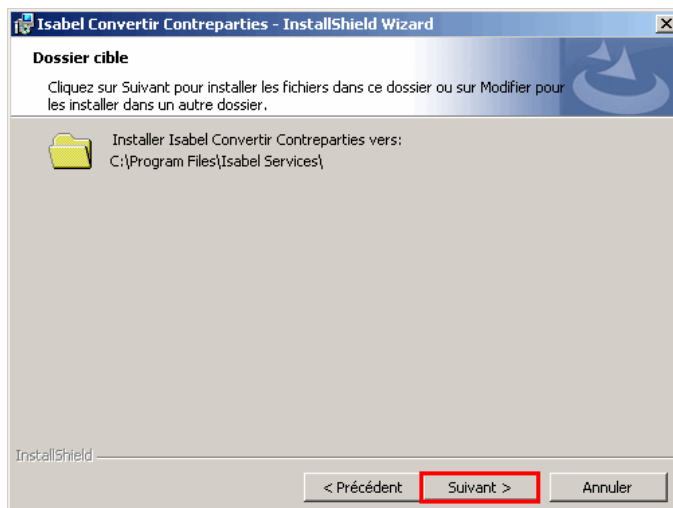 Isabel Convertir Contreparties - InstallShield Wizard
Dossier cible
Cliquez sur Suivant pour installer les fichiers dans ce dossier ou sur Modifier pour
les installer dans un autre dossier.
Installer Isabel Convertir Contreparties vers:
C:\Program Files\Isabel Services\
InstallShield
< Précédent
Suivant >
Annuler